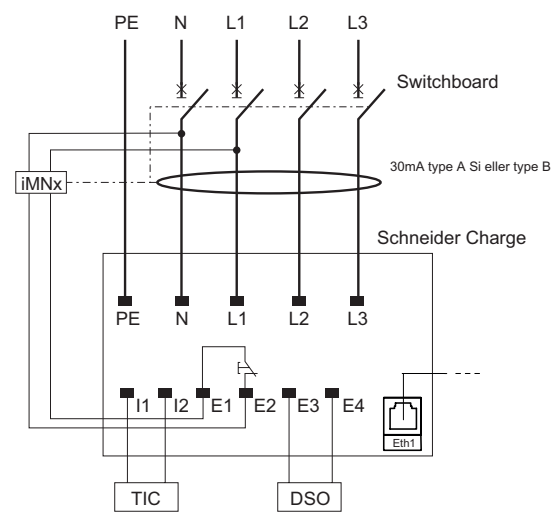 PE N L1 L2 L3
Switchboard
30mA type A Si eller type B
iMNx
Schneider Charge
PE N L1 L2 L3
I1 I2 E1 E2 E3 E4
Eth1
TIC DSO